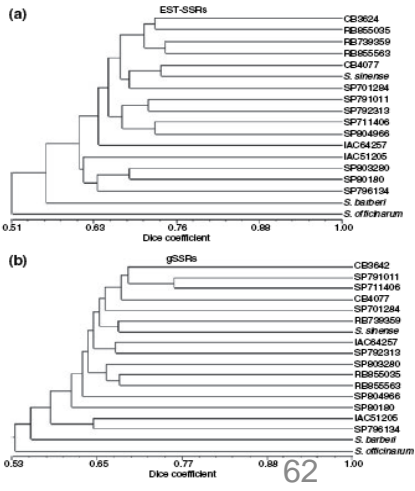 (a)
EST-SSRs
CB3624
RB855035
RB739359
RB855563
CB4077
S. sinense
SP701284
SP791011
SP792313
SP711406
SP804966
IAC64257
IAC51205
SP803280
SP80180
SP796134
S. barberi
S. officinarum
0.51 0.63 0.76 0.88 1.00
Dice coefficient
(b)
gSSRs
CB3642
SP791011
SP711406
CB4077
SP701284
RB739359
S. sinense
IAC64257
SP792313
SP803280
RB855035
RB855563
SP804966
SP80180
IAC51205
SP796134
S. barberi
S. officinarum
0.53 0.65 0.77 0.88 1.00
Dice coefficient
62